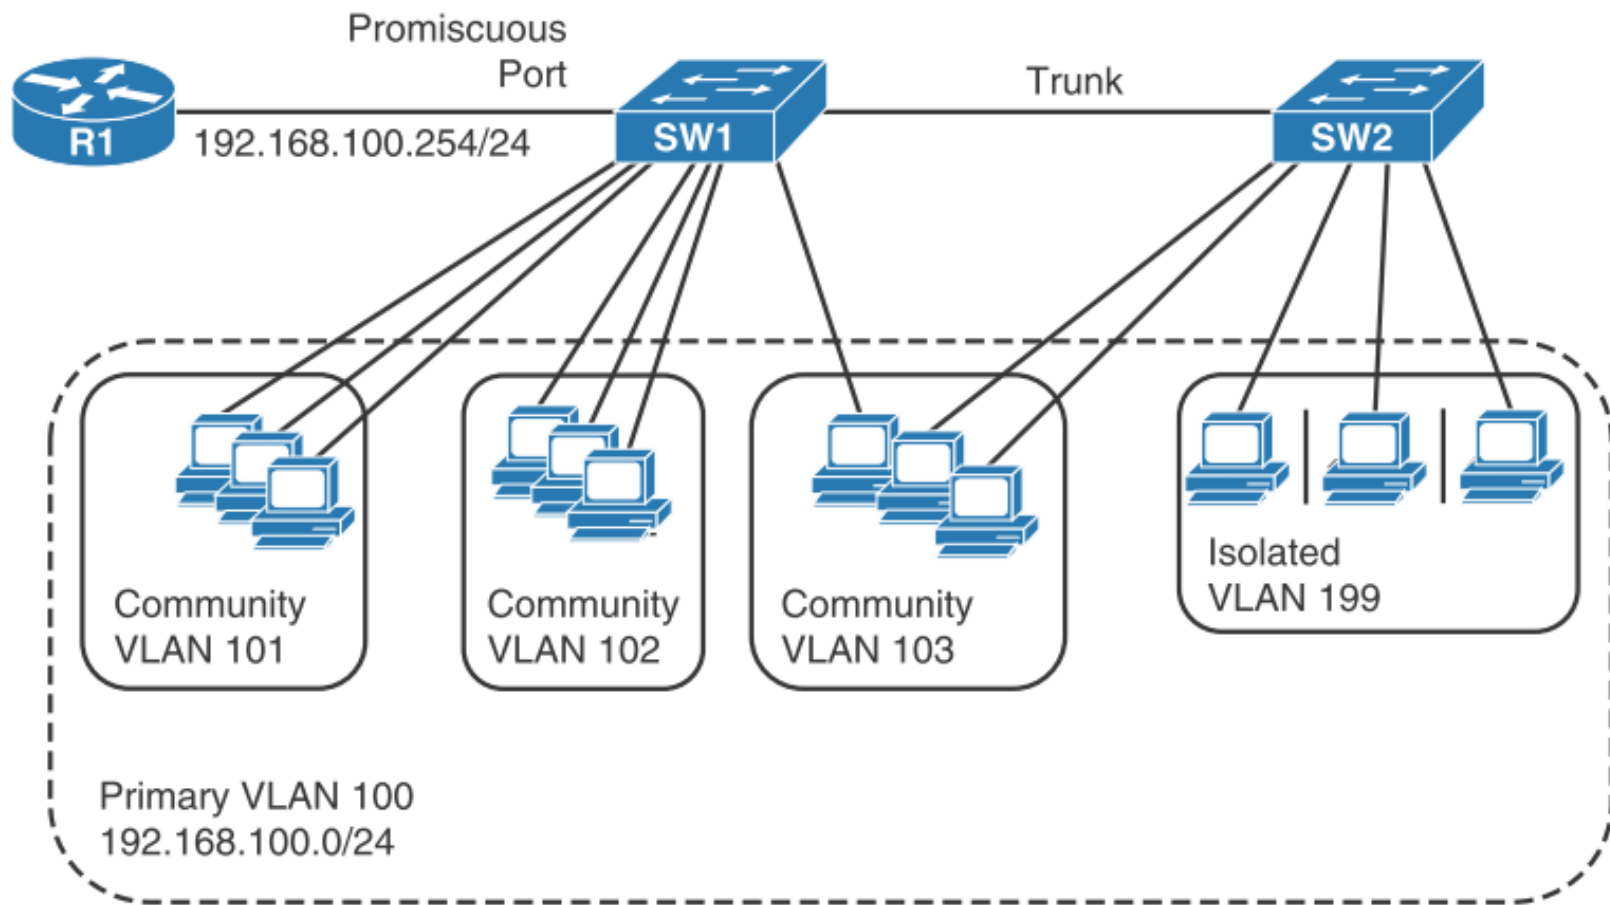 Promiscuous
Port
Trunk
R1
192.168.100.254/24
SW1
SW2
Community
VLAN 101
Community
VLAN 102
Community
VLAN 103
Isolated
VLAN 199
Primary VLAN 100
192.168.100.0/24